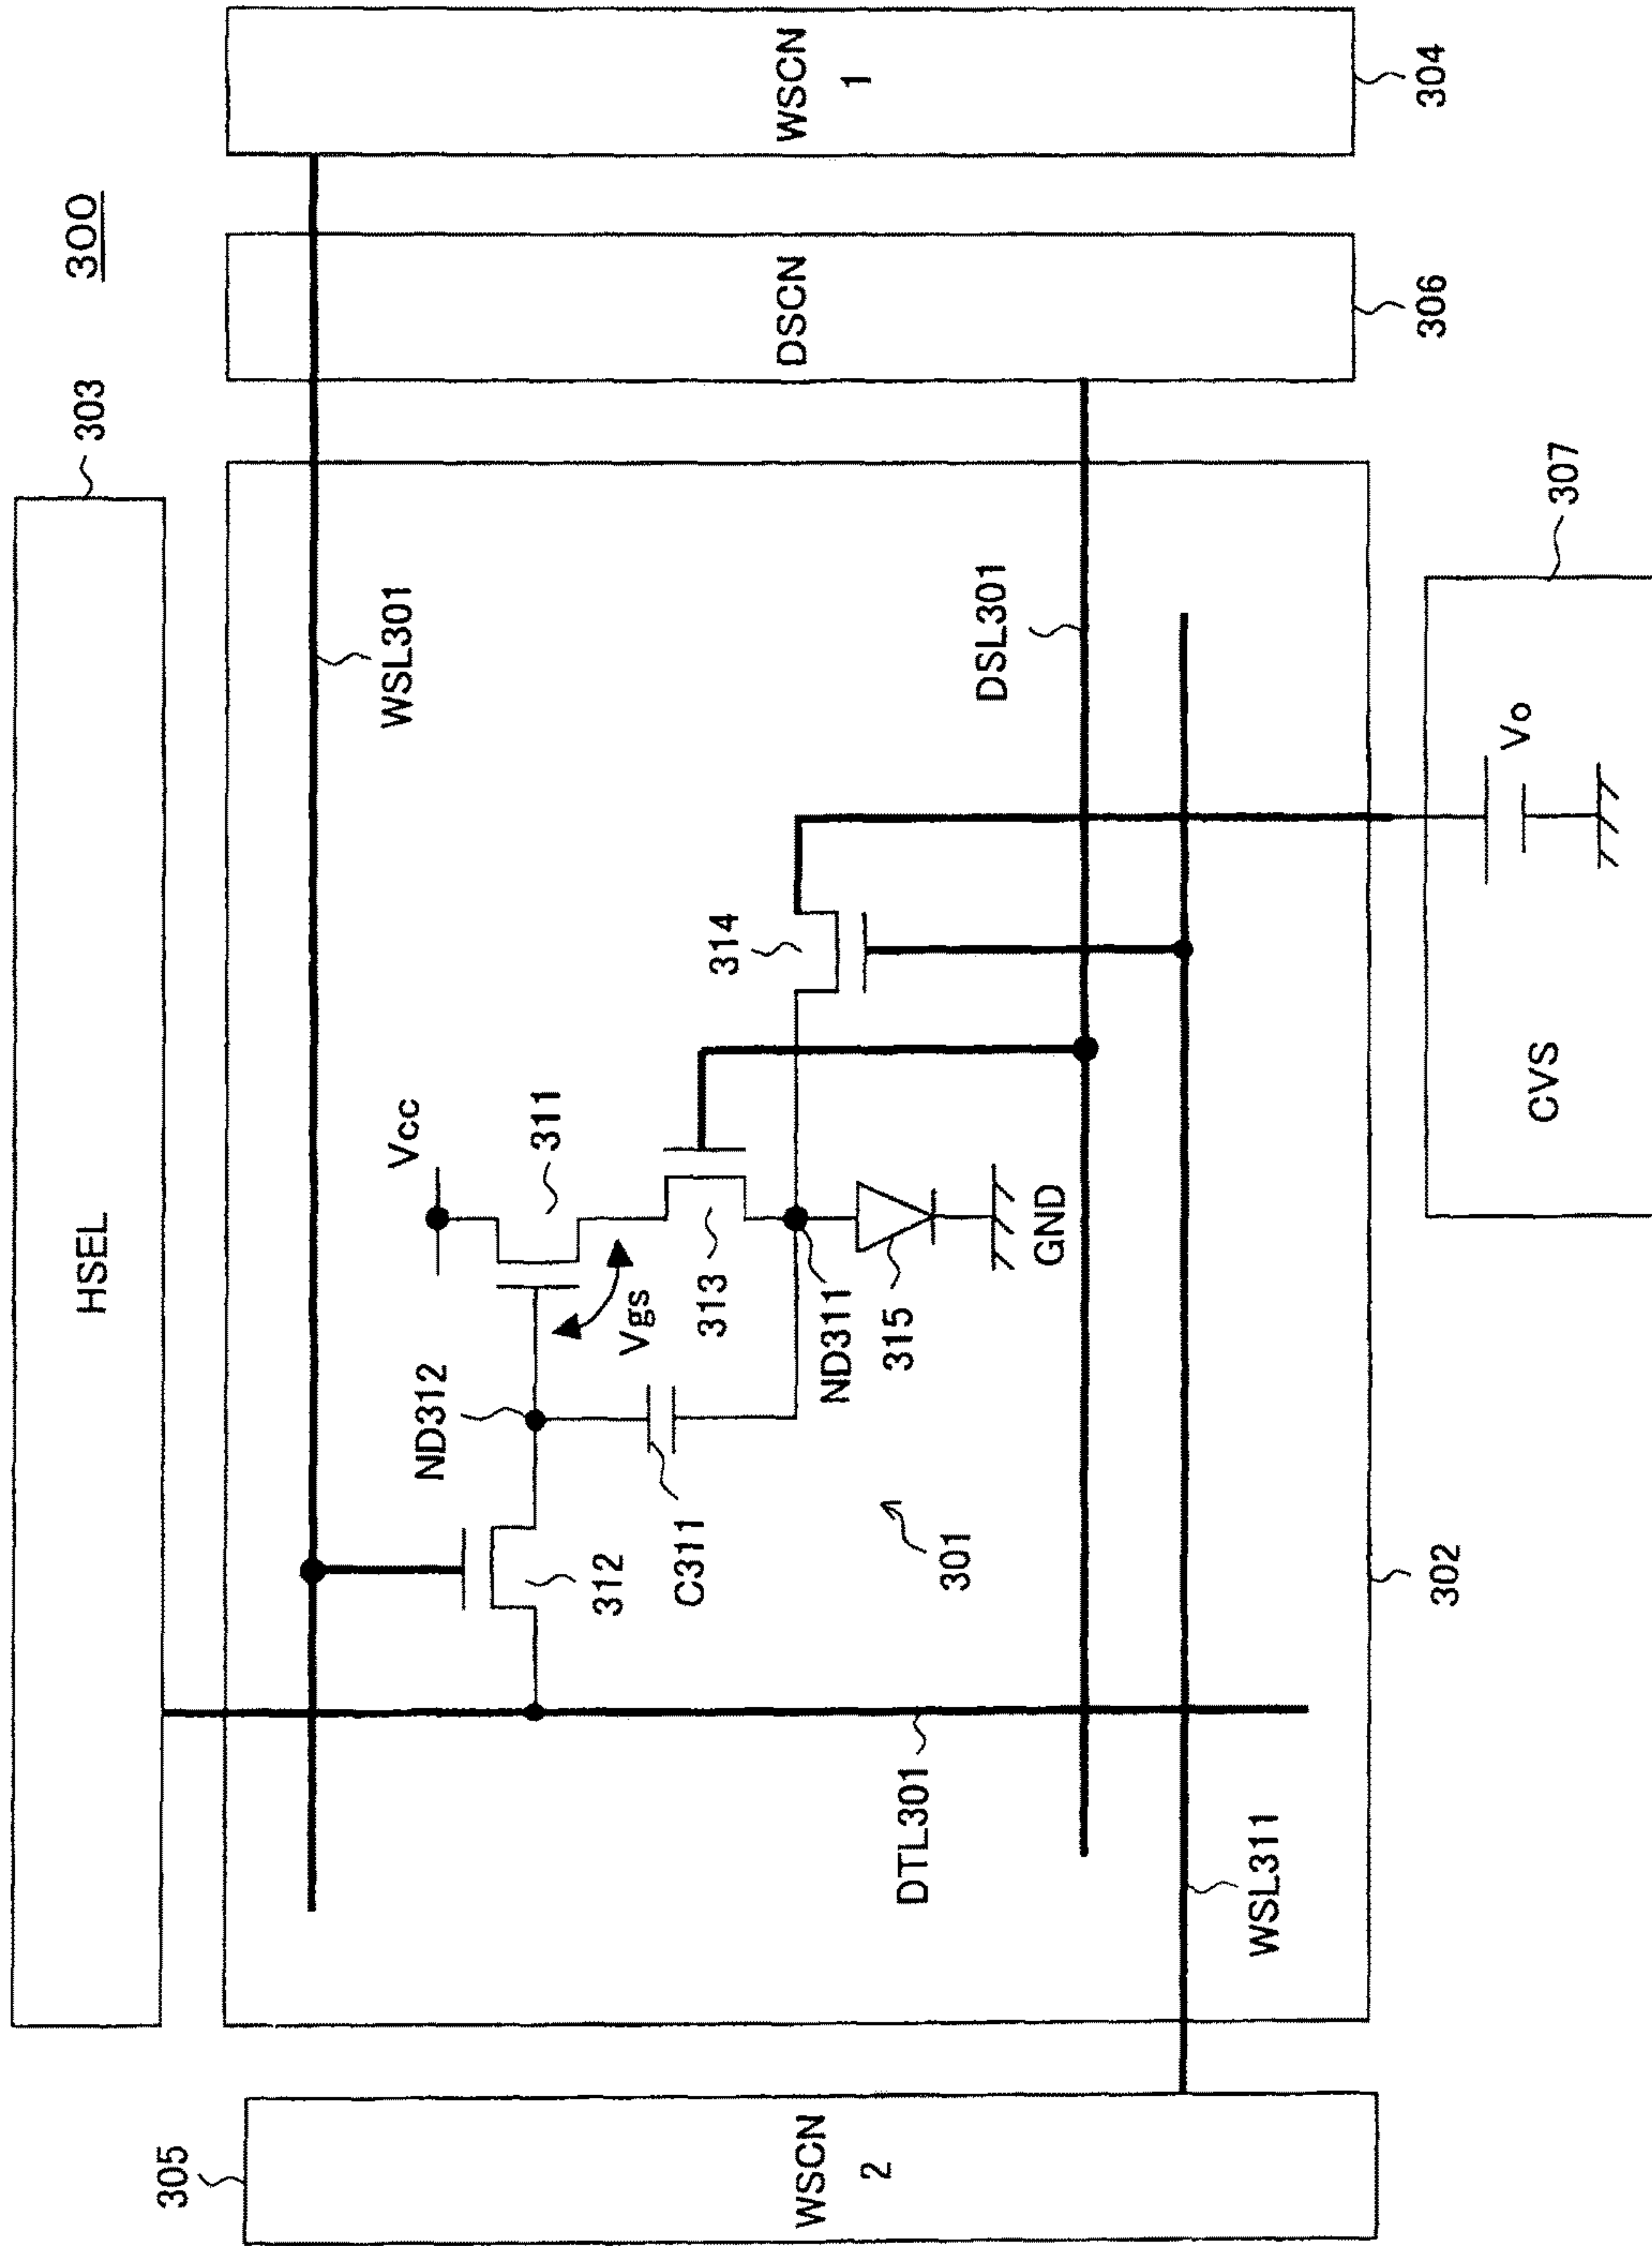 300
303
HSEL
305
WSCN
2
WSCN
1
304
DSCN
306
WSL301
Vcc
311
ND312
Vgs
312
C311
313
314
ND311
315
GND
301
DSL301
DTL301
WSL311
302
307
CVS
Vo